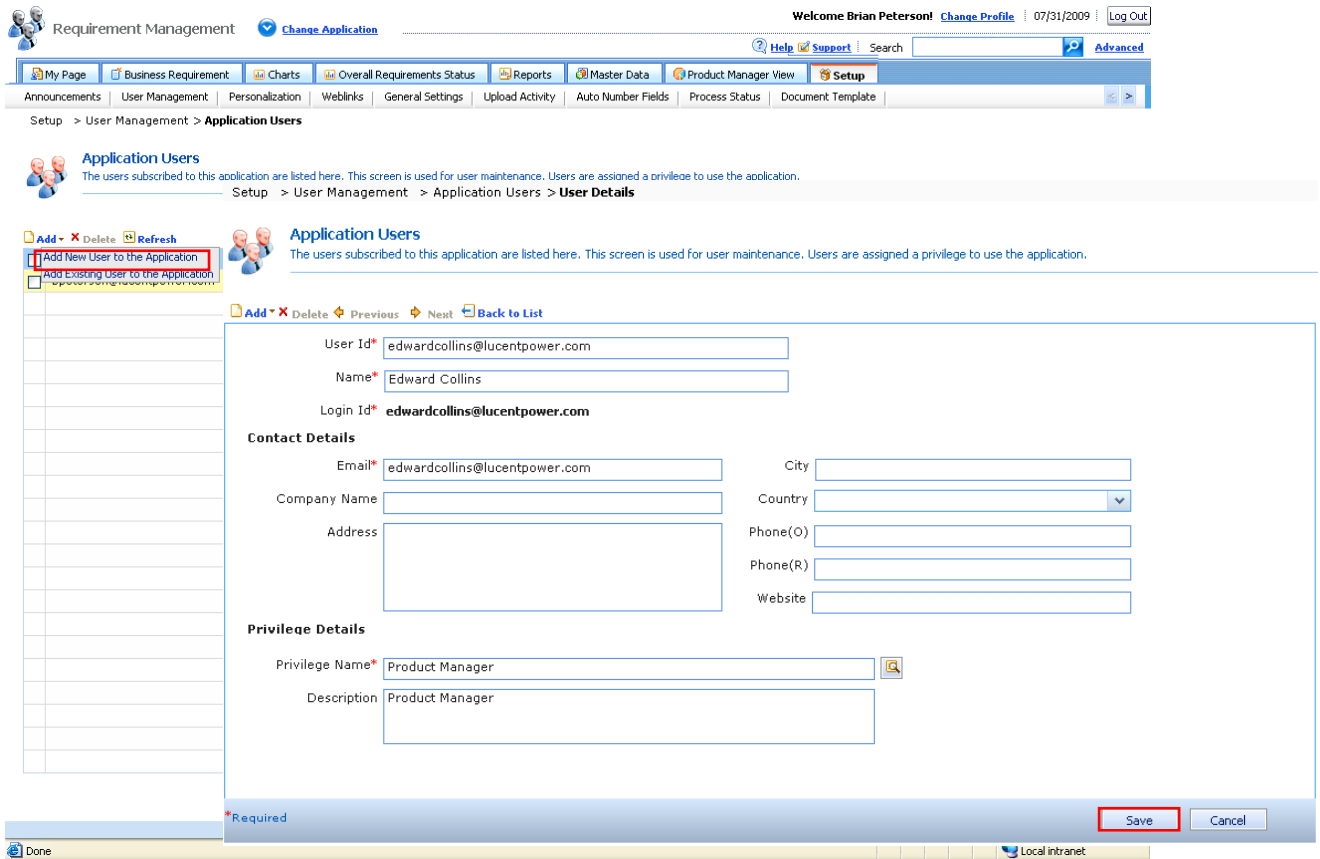 Welcome Brian Peterson! Change Profile 07/31/2009 Log Out
Requirement Management Change Application
Help Support Search Advanced
My Page Business Requirement Charts Overall Requirements Status Reports Master Data Product Manager View Setup
Announcements User Management Personalization Weblinks General Settings Upload Activity Auto Number Fields Process Status Document Template < >
Setup > User Management > Application Users
Application Users
The users subscribed to this application are listed here. This screen is used for user maintenance. Users are assigned a privilege to use the application.
Setup > User Management > Application Users > User Details
Add Delete Refresh
Add New User to the Application
Add Existing User to the Application
bpeterson@lucentpower.com
Application Users
The users subscribed to this application are listed here. This screen is used for user maintenance. Users are assigned a privilege to use the application.
Add Delete Previous Next Back to List
User Id* edwardcollins@lucentpower.com
Name* Edward Collins
Login Id* edwardcollins@lucentpower.com
Contact Details
Email* edwardcollins@lucentpower.com
City
Company Name
Country
Address
Phone(O)
Phone(R)
Website
Privilege Details
Privilege Name* Product Manager
Description Product Manager
*Required
Save Cancel
Done Local intranet